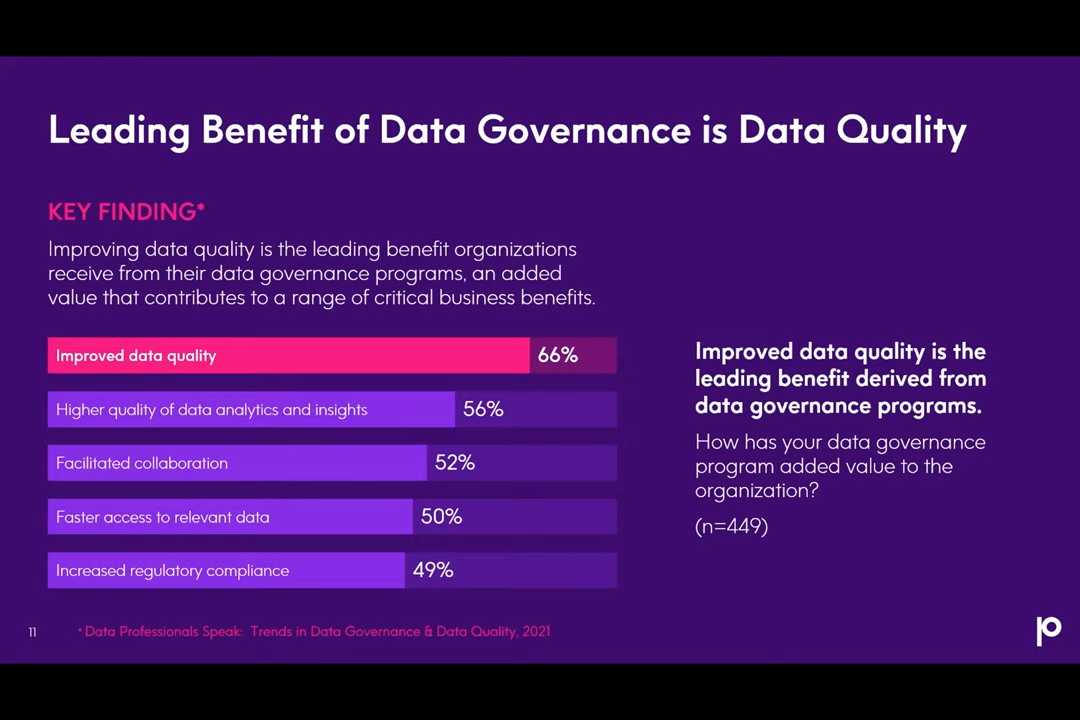 Leading Benefit of Data Governance is Data Quality
KEY FINDING*
Improving data quality is the leading benefit organizations
receive from their data governance programs, an added
value that contributes to a range of critical business benefits.
Improved data quality 66%
Higher quality of data analytics and insights 56%
Facilitated collaboration 52%
Faster access to relevant data 50%
Increased regulatory compliance 49%
Improved data quality is the
leading benefit derived from
data governance programs.
How has your data governance
program added value to the
organization?
(n=449)
11
* Data Professionals Speak: Trends in Data Governance & Data Quality, 2021